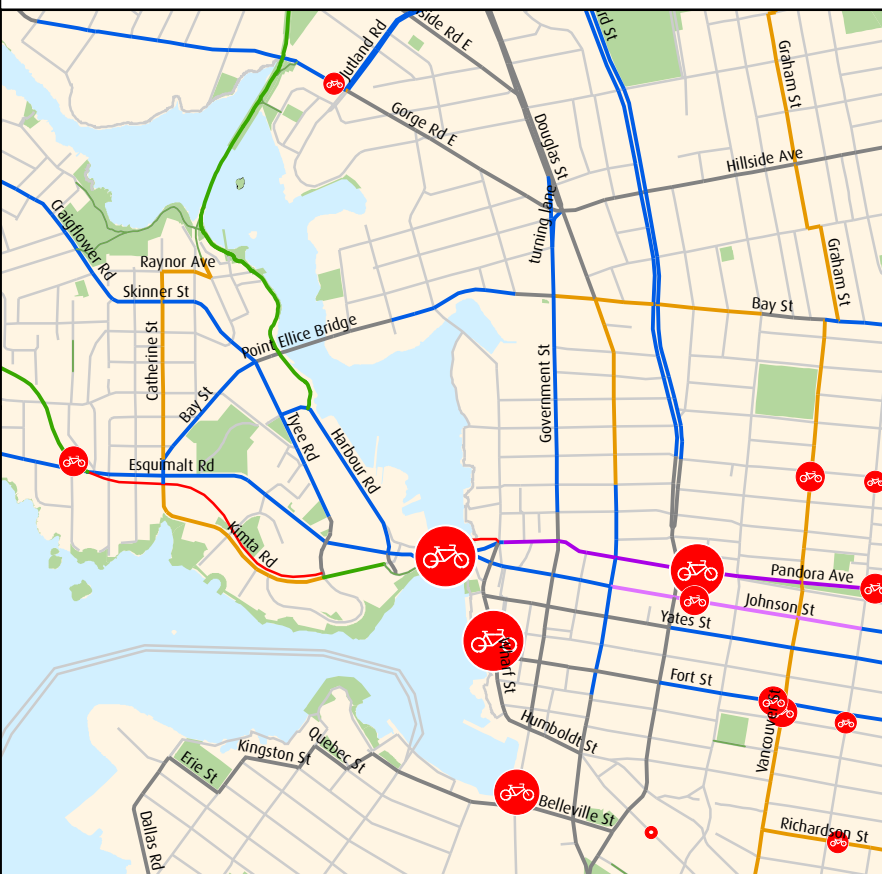 side Rd E
rd St
Jutland Rd
Graham St
Gorge Rd E
Douglas St
Hillside Ave
Craigflower Rd
turning lane
Raynor Ave
Graham St
Skinner St
Bay St
Point Ellice Bridge
Catherine St
Government St
Bay St
Tyee Rd
Harbour Rd
Esquimalt Rd
Kimta Rd
Pandora Ave
Johnson St
Yates St
Wharf St
Fort St
Vancouver St
Humboldt St
Quebec St
Kingston St
Erie St
Belleville St
Dallas Rd
Richardson St